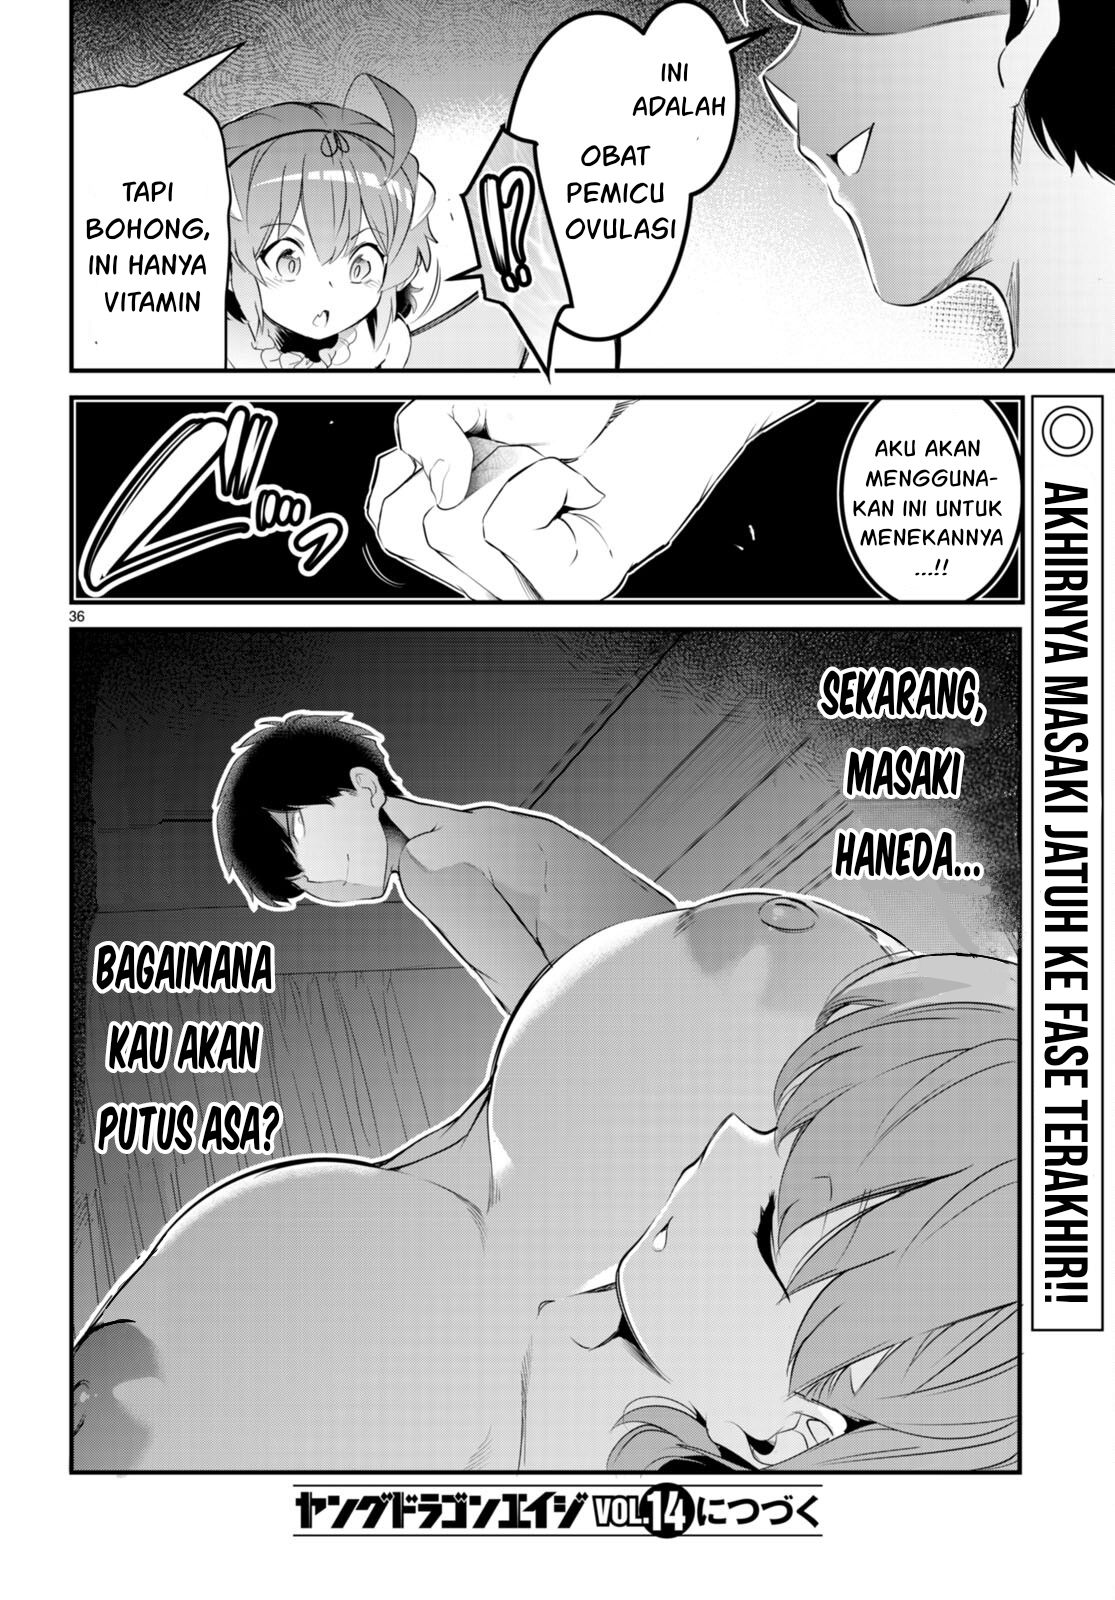 INI
ADALAH
OBAT
PEMICU
OVULASI
!?
TAPI
BOHONG,
INI HANYA
VITAMIN
AKU AKAN
MENGGUNA-
KAN INI UNTUK
MENEKANNYA
...!!
36
SEKARANG,
MASAKI
HANEDA...
BAGAIMANA
KAU AKAN
PUTUS ASA?
◎ AKHIRNYA MASAKI JATUH KE FASE TERAKHIR!!
ヤングドラゴンエイジ VOL.14につづく